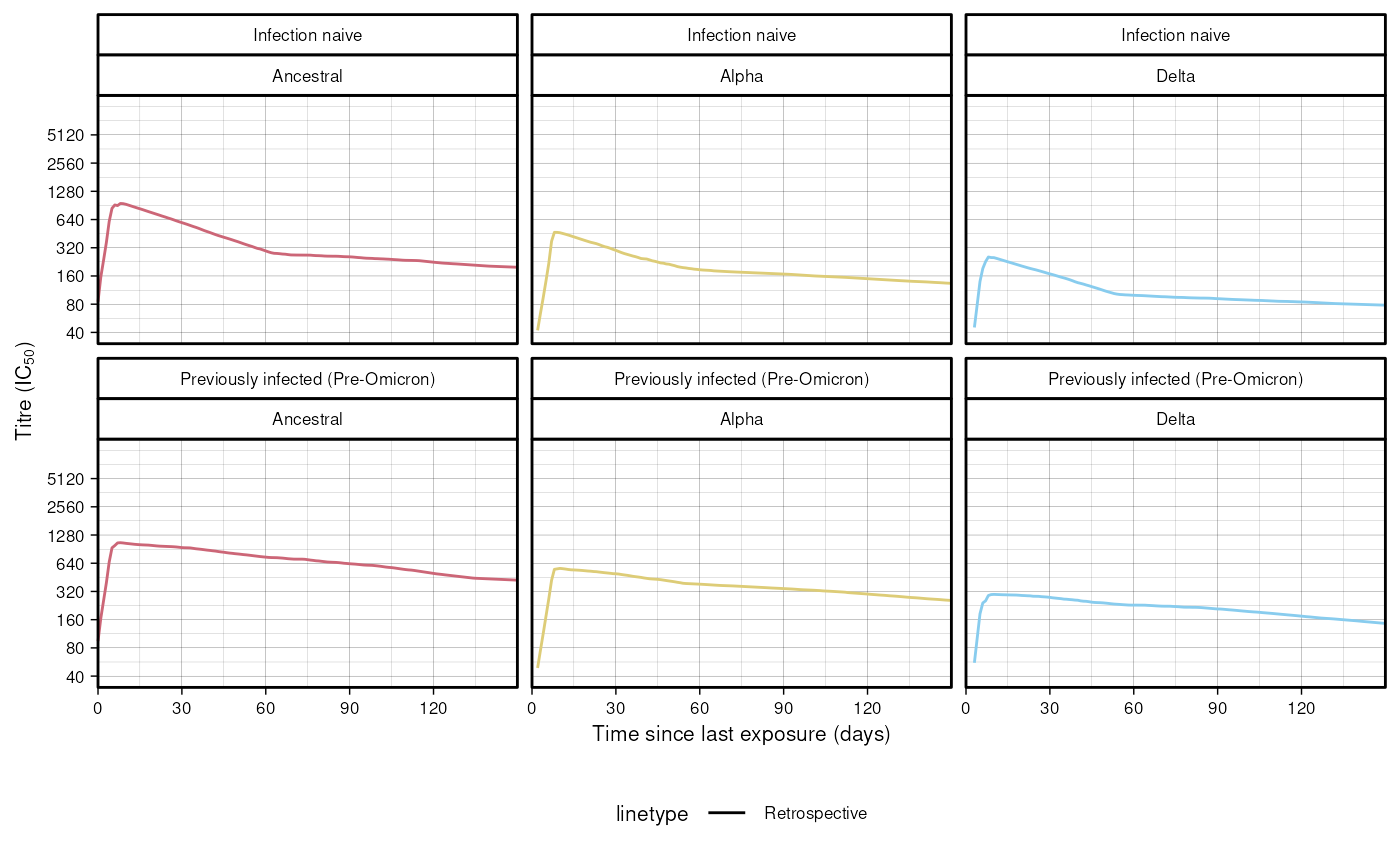 Infection naive
Infection naive
Infection naive
Ancestral
Alpha
Delta
5120
2560
1280
640
320
160
80
40
Titre (IC50)
Previously infected (Pre-Omicron)
Previously infected (Pre-Omicron)
Previously infected (Pre-Omicron)
Ancestral
Alpha
Delta
5120
2560
1280
640
320
160
80
40
0 30 60 90 120
0 30 60 90 120
0 30 60 90 120
Time since last exposure (days)
linetype Retrospective